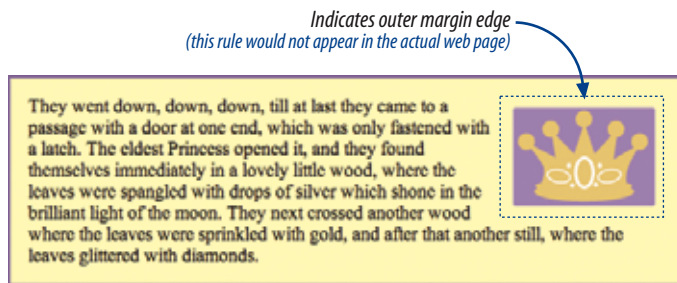 Indicates outer margin edge
(this rule would not appear in the actual web page)
They went down, down, down, till at last they came to a
passage with a door at one end, which was only fastened with
a latch. The eldest Princess opened it, and they found
themselves immediately in a lovely little wood, where the
leaves were spangled with drops of silver which shone in the
brilliant light of the moon. They next crossed another wood
where the leaves were sprinkled with gold, and after that another still, where the
leaves glittered with diamonds.